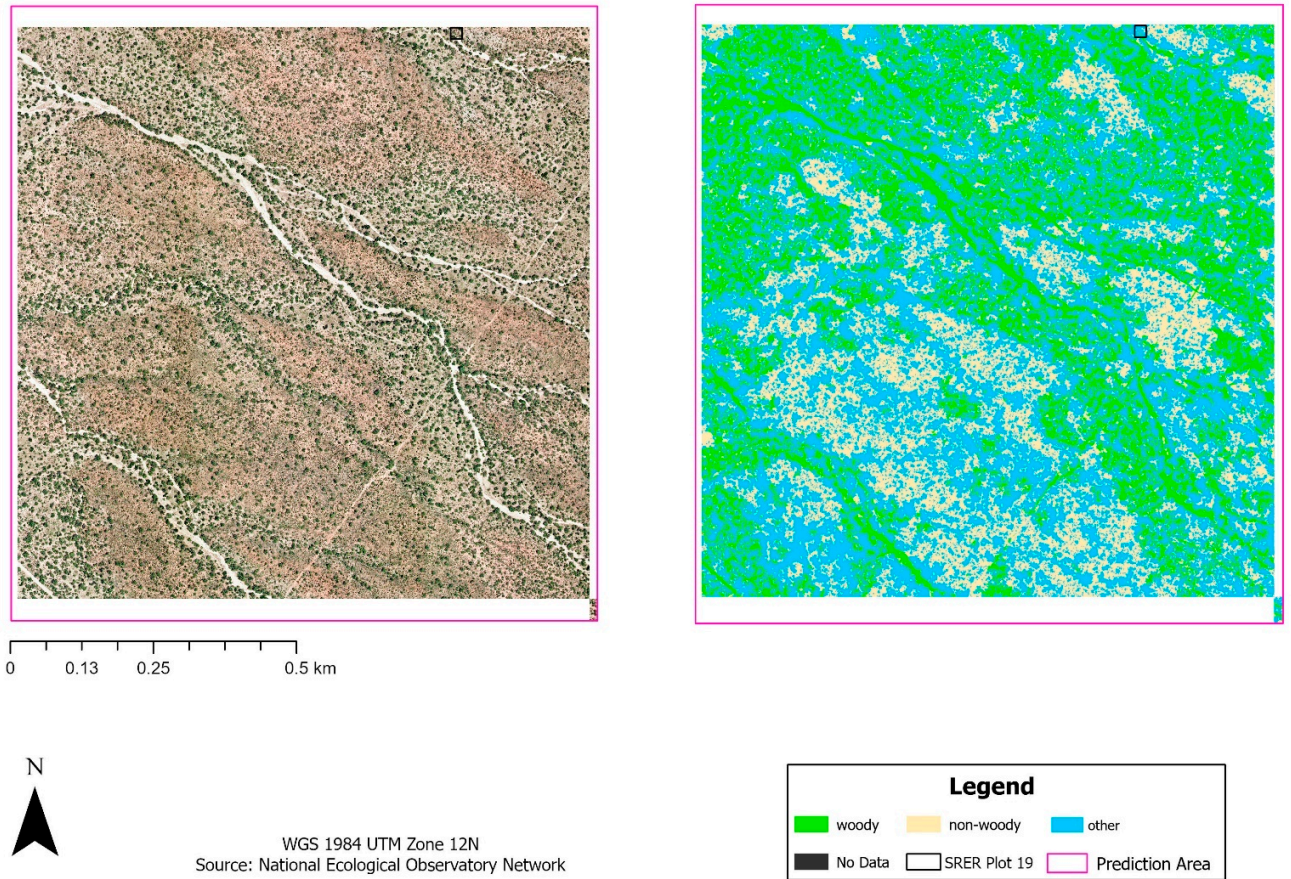 0 0.13 0.25 0.5 km
N
WGS 1984 UTM Zone 12N
Source: National Ecological Observatory Network
Legend
woody non-woody other
No Data SRER Plot 19 Prediction Area